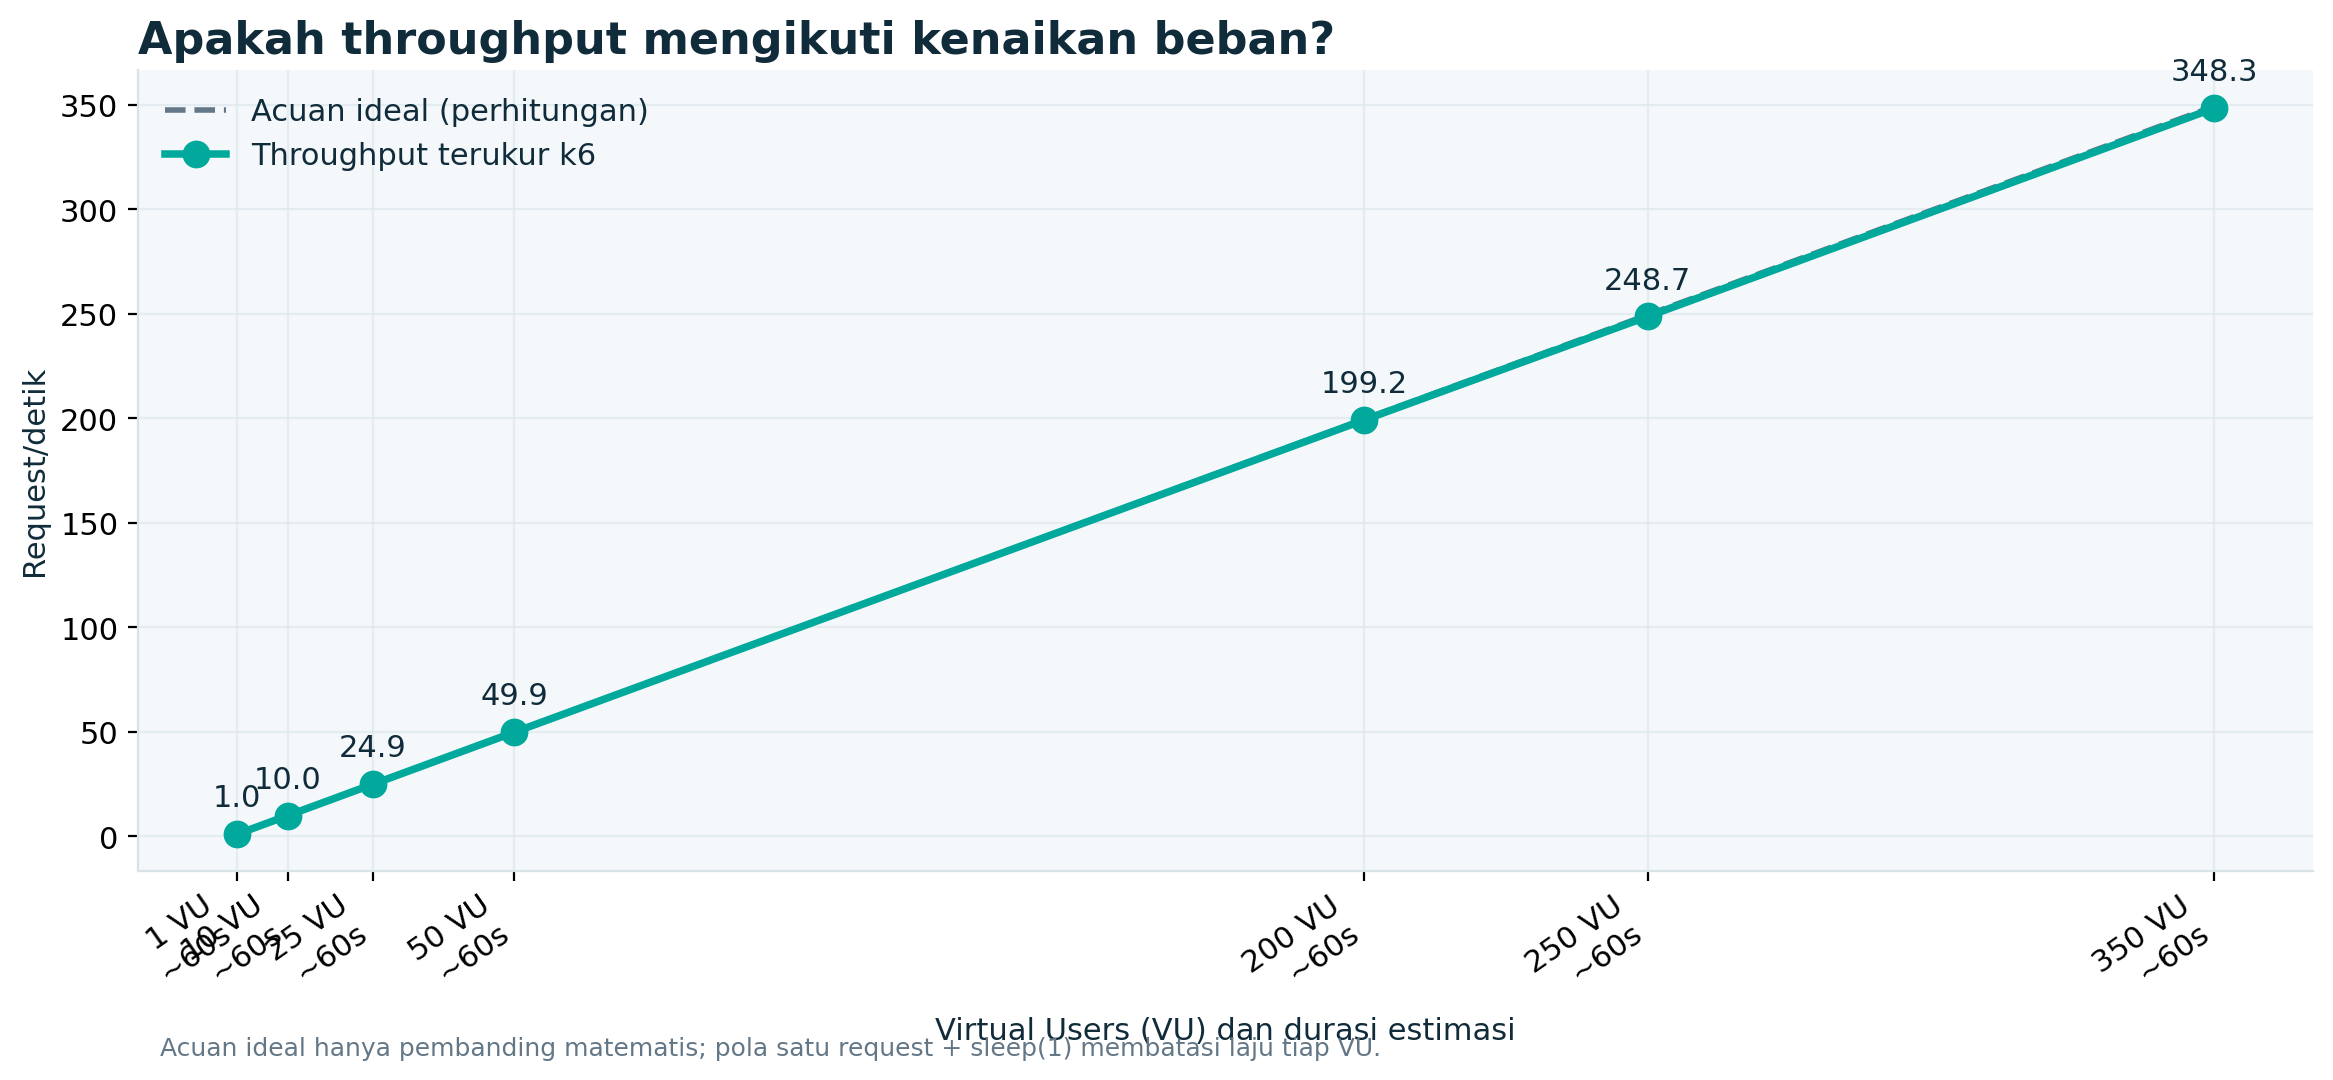 Apakah throughput mengikuti kenaikan beban?
Acuan ideal (perhitungan)
Throughput terukur k6
Request/detik
350
300
250
200
150
100
50
0
1.0
10.0
24.9
49.9
199.2
248.7
348.3
1 VU
~60s
10 VU
~60s
25 VU
~60s
50 VU
~60s
200 VU
~60s
250 VU
~60s
350 VU
~60s
Virtual Users (VU) dan durasi estimasi
Acuan ideal hanya pembanding matematis; pola satu request + sleep(1) membatasi laju tiap VU.